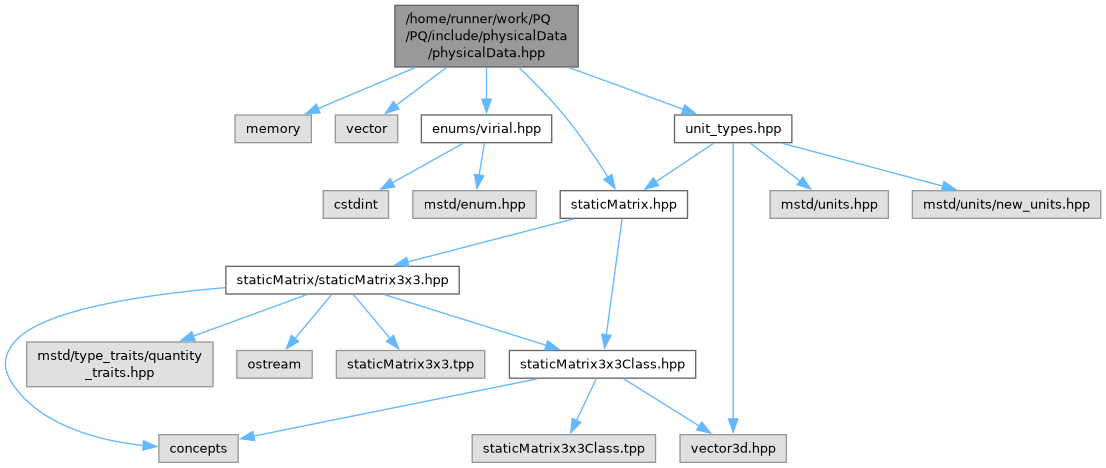 /home/runner/work/PQ
/PQ/include/physicalData
/physicalData.hpp
memory
vector
enums/virial.hpp
unit_types.hpp
cstdint
mstd/enum.hpp
staticMatrix.hpp
mstd/units.hpp
mstd/units/new_units.hpp
staticMatrix/staticMatrix3x3.hpp
mstd/type_traits/quantity
_traits.hpp
ostream
staticMatrix3x3.tpp
staticMatrix3x3Class.hpp
concepts
staticMatrix3x3Class.tpp
vector3d.hpp